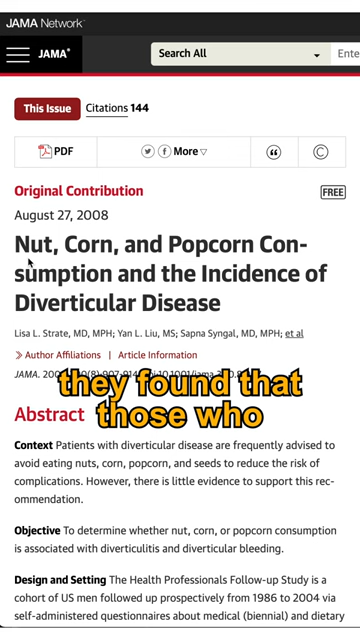 JAMA Network™
JAMA®
Search All
Ente
This Issue
Citations 144
PDF
More
Original Contribution
FREE
August 27, 2008
Nut, Corn, and Popcorn Con-
sumption and the Incidence of
Diverticular Disease
Lisa L. Strate, MD, MPH; Yan L. Liu, MS; Sapna Syngal, MD, MPH; et al
Author Affiliations | Article Information
JAMA.
they found that
those who
Abstract
Context Patients with diverticular disease are frequently advised to
avoid eating nuts, corn, popcorn, and seeds to reduce the risk of
complications. However, there is little evidence to support this rec-
ommendation.
Objective To determine whether nut, corn, or popcorn consumption
is associated with diverticulitis and diverticular bleeding.
Design and Setting The Health Professionals Follow-up Study is a
cohort of US men followed up prospectively from 1986 to 2004 via
self-administered questionnaires about medical (biennial) and dietary